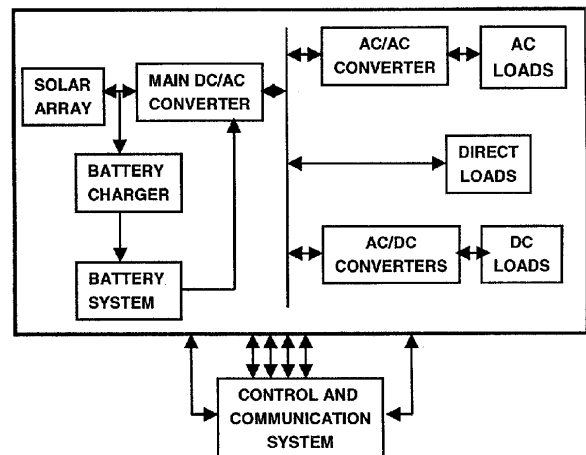 SOLAR
ARRAY
MAIN DC/AC
CONVERTER
AC/AC
CONVERTER
AC
LOADS
BATTERY
CHARGER
DIRECT
LOADS
BATTERY
SYSTEM
AC/DC
CONVERTERS
DC
LOADS
CONTROL AND
COMMUNICATION
SYSTEM